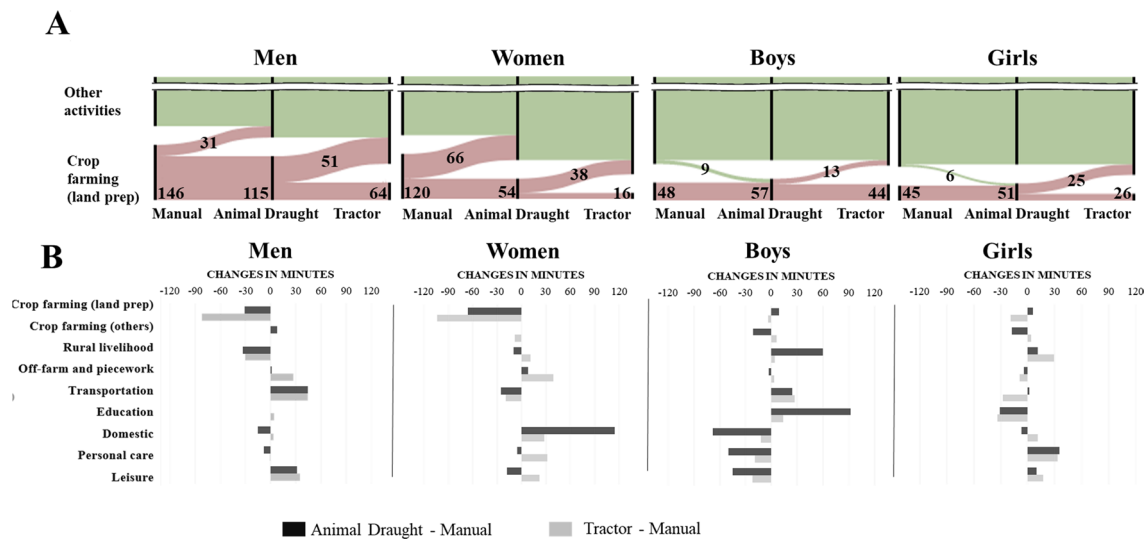 A
Men Women Boys Girls
Other
activities
Crop
farming
(land prep)
31 51 146 115 64
66 38 120 54 16
9 13 48 57 44
6 25 45 51 26
Manual Animal Draught Tractor Manual Animal Draught Tractor Manual Animal Draught Tractor Manual Animal Draught Tractor
B
Men Women Boys Girls
CHANGES IN MINUTES CHANGES IN MINUTES CHANGES IN MINUTES CHANGES IN MINUTES
-120 -90 -60 -30 0 30 60 90 120 -120 -90 -60 -30 0 30 60 90 120 -120 -90 -60 -30 0 30 60 90 120 -120 -90 -60 -30 0 30 60 90 120
Crop farming (land prep)
Crop farming (others)
Rural livelihood
Off-farm and piecework
Transportation
)
Education
Domestic
Personal care
Leisure
Animal Draught - Manual Tractor - Manual